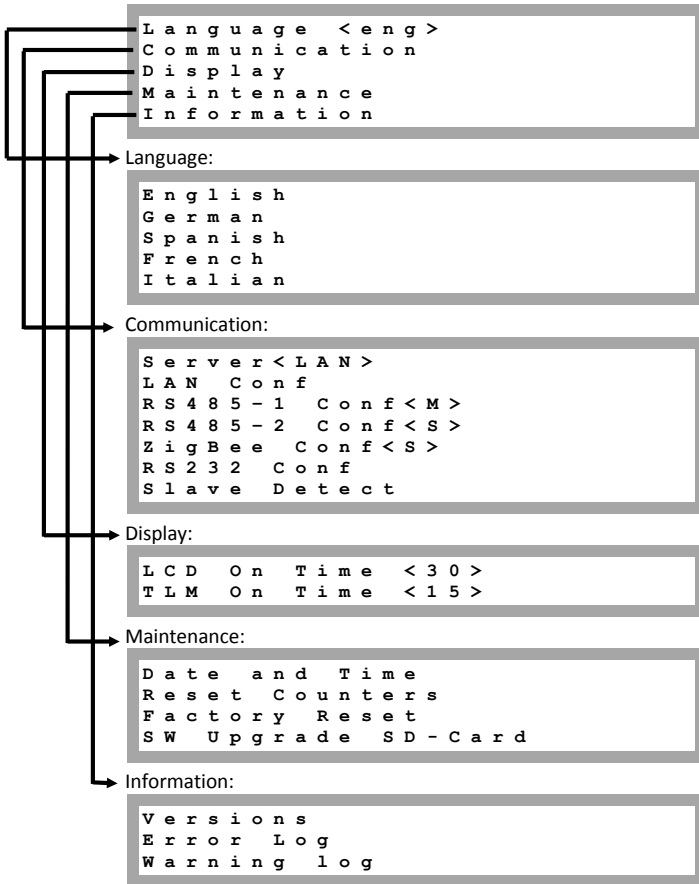 Language <eng>
Communication
Display
Maintenance
Information
Language:
English
German
Spanish
French
Italian
Communication:
Server<LAN>
LAN Conf
RS485-1 Conf<M>
RS485-2 Conf<S>
ZigBee Conf<S>
RS232 Conf
Slave Detect
Display:
LCD On Time <30>
TLM On Time <15>
Maintenance:
Date and Time
Reset Counters
Factory Reset
SW Upgrade SD-Card
Information:
Versions
Error Log
Warning log